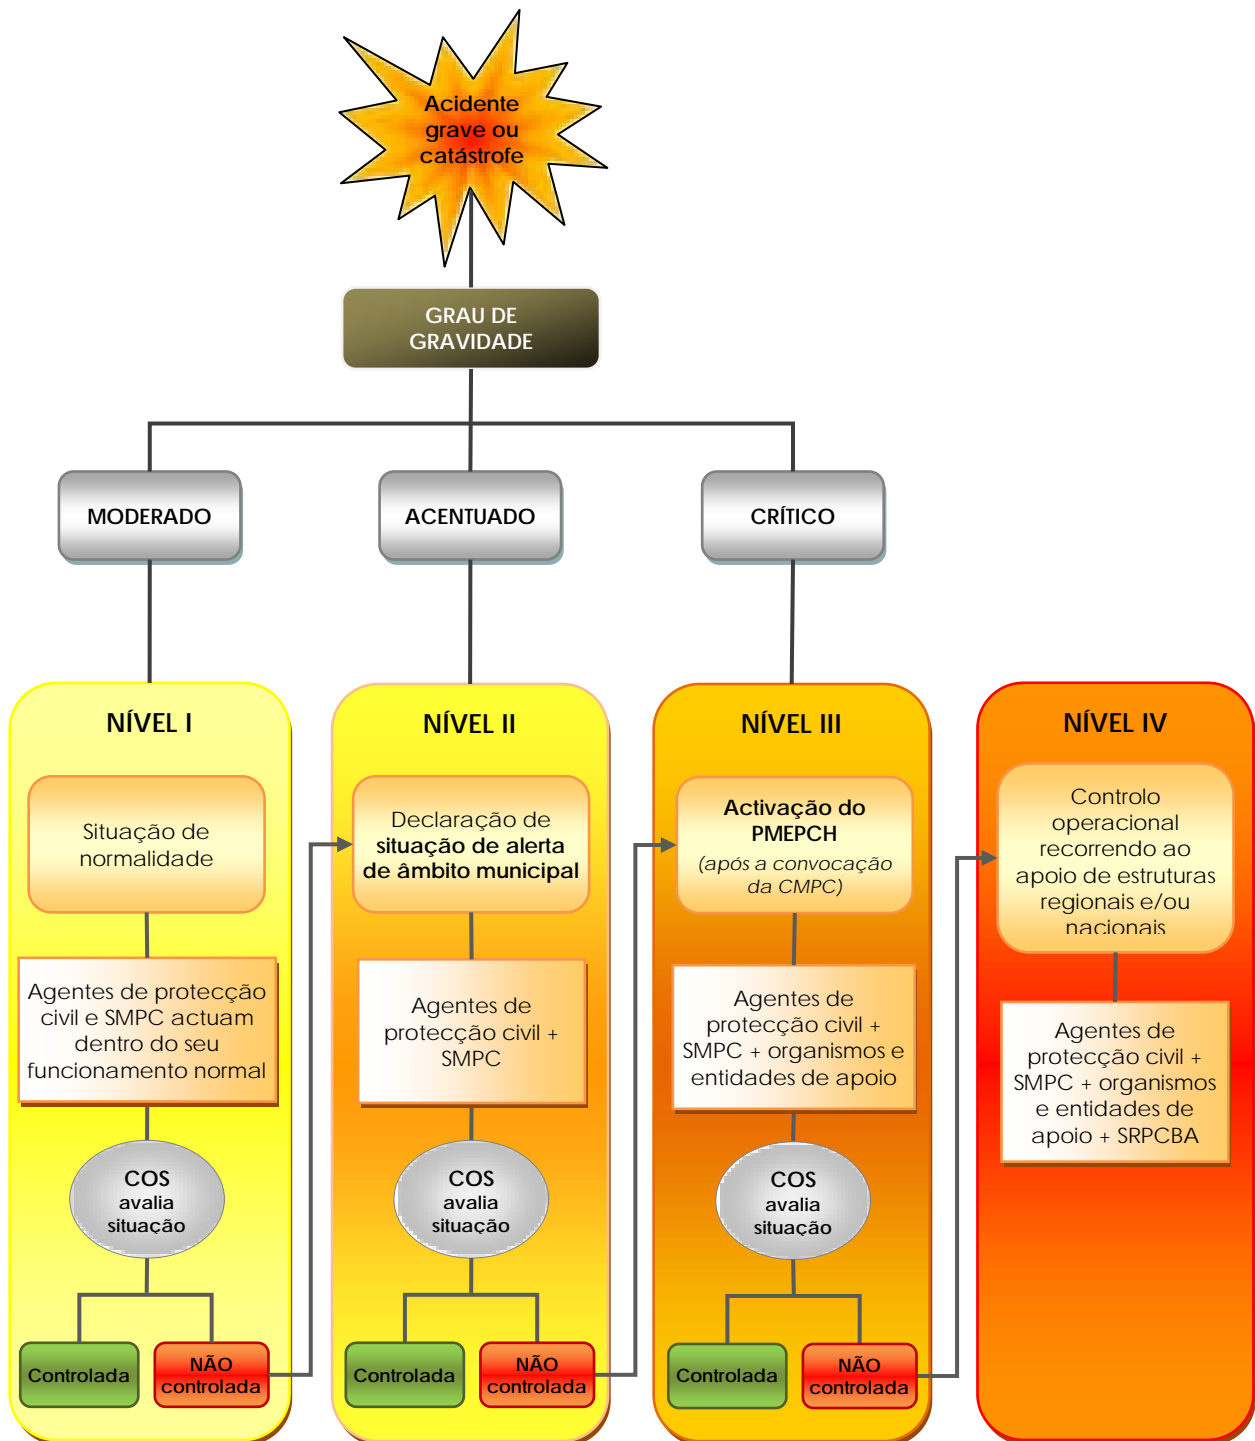 Acidente
grave ou
catástrofe
GRAU DE
GRAVIDADE
MODERADO
ACENTUADO
CRÍTICO
NÍVEL I
Situação de
normalidade
Agentes de protecção
civil e SMPC actuam
dentro do seu
funcionamento normal
COS
avalia
situação
Controlada
NÃO
controlada
NÍVEL II
Declaração de
situação de alerta
de âmbito municipal
Agentes de
protecção civil +
SMPC
COS
avalia
situação
Controlada
NÃO
controlada
NÍVEL III
Activação do
PMEPCH
(após a convocação
da CMPC)
Agentes de
protecção civil +
SMPC + organismos e
entidades de apoio
COS
avalia
situação
Controlada
NÃO
controlada
NÍVEL IV
Controlo
operacional
recorrendo ao
apoio de estruturas
regionais e/ou
nacionais
Agentes de
protecção civil +
SMPC + organismos
e entidades de
apoio + SRPCBA